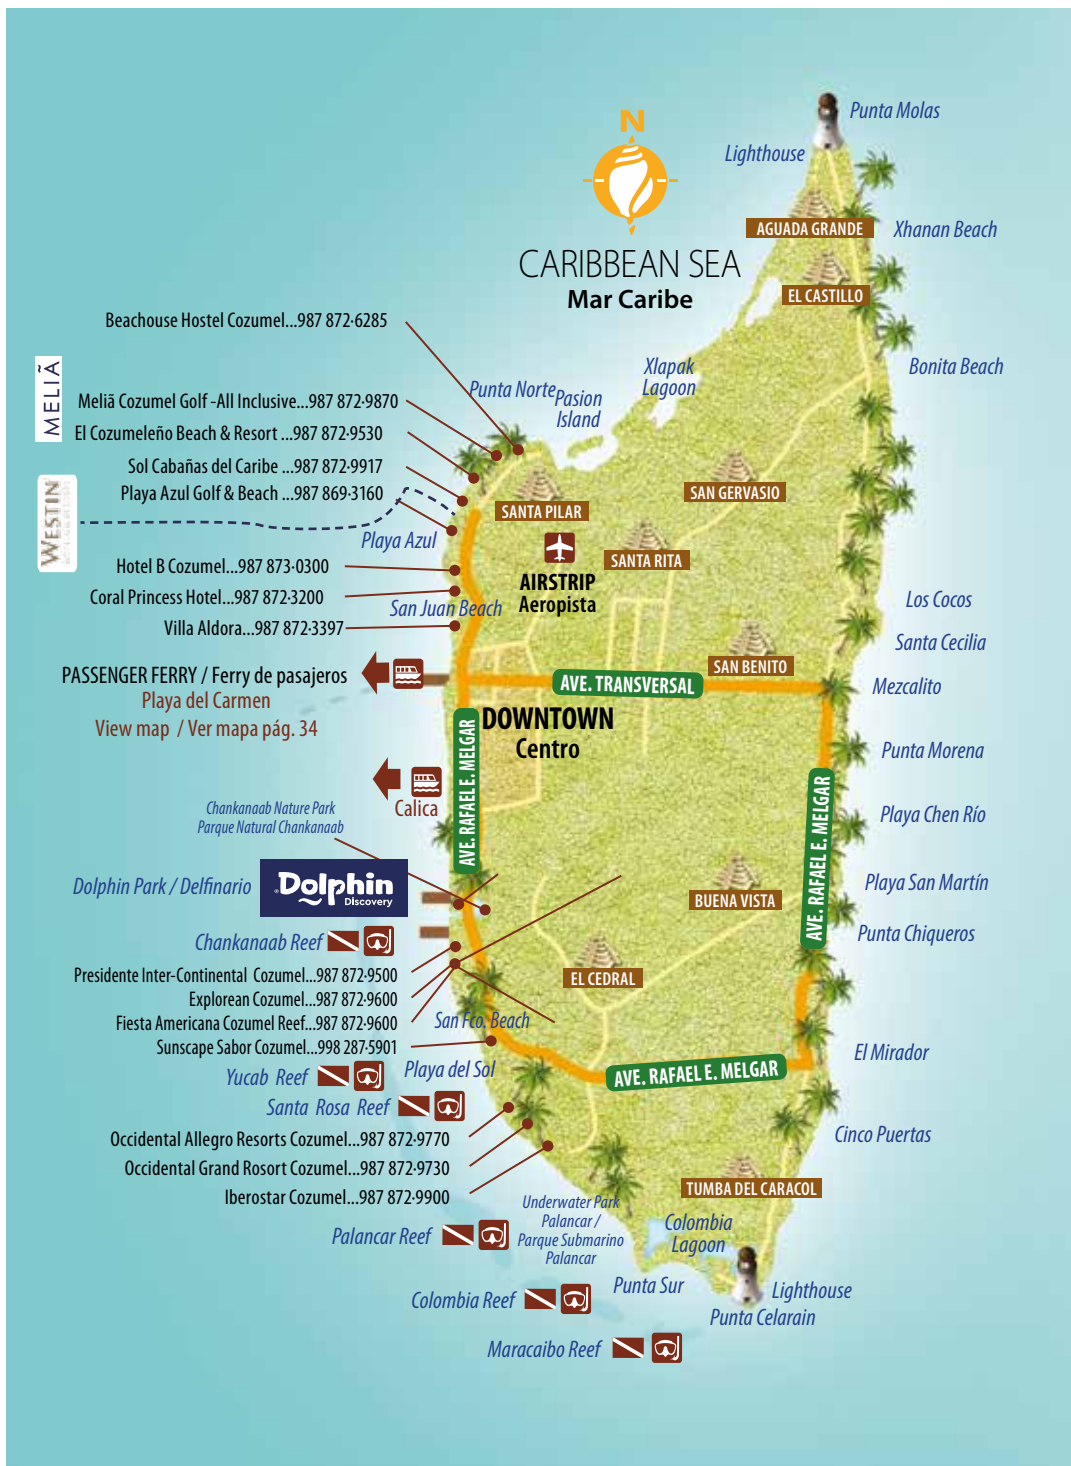 Punta Molas
N
Lighthouse
AGUADA GRANDE
Xhanan Beach
CARIBBEAN SEA
Mar Caribe
EL CASTILLO
Beachouse Hostel Cozumel...987 872·6285
MELIÃ
Xlapak
Lagoon
Bonita Beach
Punta Norte
Pasion
Island
Meliã Cozumel Golf -All Inclusive...987 872·9870
El Cozumeleño Beach & Resort ...987 872·9530
Sol Cabañas del Caribe ...987 872·9917
Playa Azul Golf & Beach ...987 869·3160
WESTIN
SAN GERVASIO
SANTA PILAR
Playa Azul
SANTA RITA
Hotel B Cozumel...987 873·0300
AIRSTRIP
Aeropista
Coral Princess Hotel...987 872·3200
San Juan Beach
Los Cocos
Villa Aldora...987 872·3397
Santa Cecilia
SAN BENITO
PASSENGER FERRY / Ferry de pasajeros
Playa del Carmen
View map / Ver mapa pág. 34
AVE. TRANSVERSAL
Mezcalito
DOWNTOWN
Centro
AVE. RAFAEL E. MELGAR
Punta Morena
Calica
Chankanaab Nature Park
Parque Natural Chankanaab
AVE. RAFAEL E. MELGAR
Playa Chen Río
Dolphin Park / Delfinario
Dolphin
Discovery
Playa San Martín
BUENA VISTA
Punta Chiqueros
Chankanaab Reef
Presidente Inter-Continental Cozumel...987 872·9500
Explorean Cozumel...987 872·9600
Fiesta Americana Cozumel Reef...987 872·9600
Sunscape Sabor Cozumel...998 287·5901
EL CEDRAL
San Fco. Beach
El Mirador
Yucab Reef
Playa del Sol
AVE. RAFAEL E. MELGAR
Santa Rosa Reef
Occidental Allegro Resorts Cozumel...987 872·9770
Occidental Grand Rosort Cozumel...987 872·9730
Iberostar Cozumel...987 872·9900
Cinco Puertas
TUMBA DEL CARACOL
Underwater Park
Palancar /
Parque Submarino
Palancar
Palancar Reef
Colombia
Lagoon
Punta Sur
Lighthouse
Colombia Reef
Punta Celarain
Maracaibo Reef